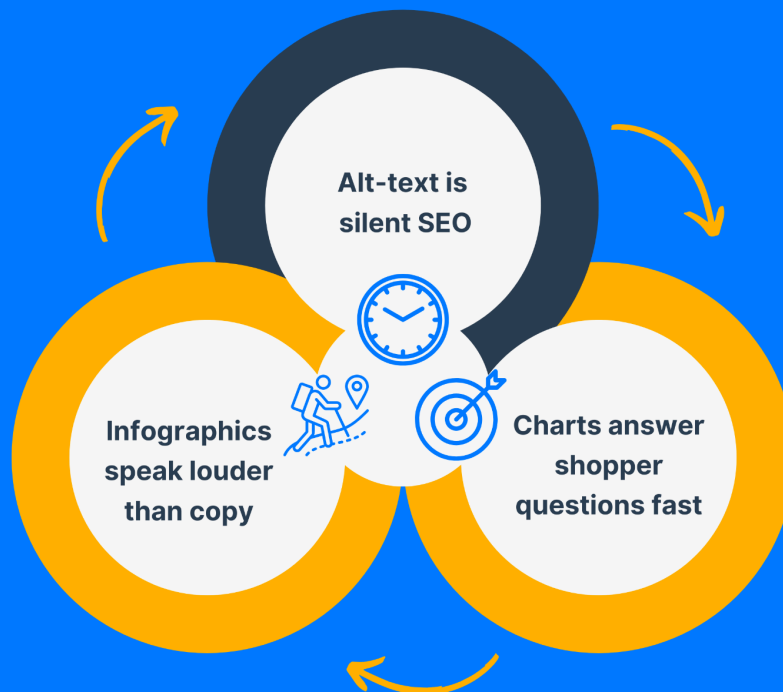 Alt-text is
silent SEO
Infographics
speak louder
than copy
Charts answer
shopper
questions fast